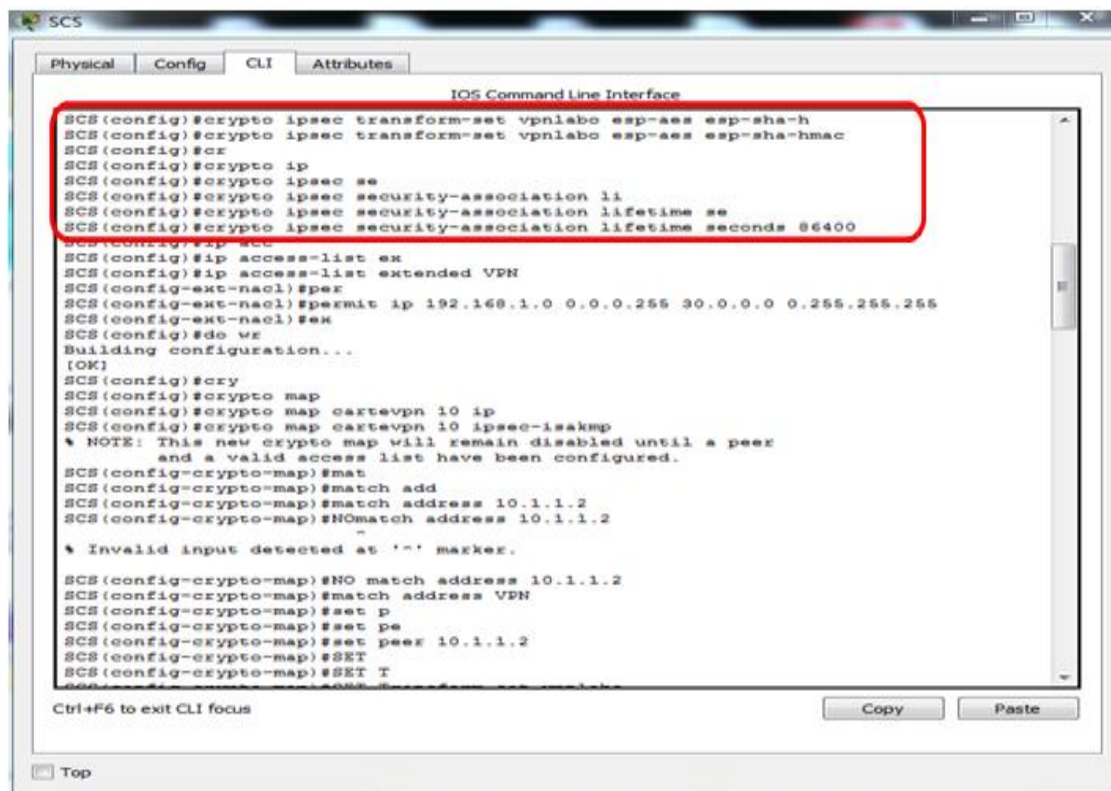 SCS
Physical Config CLI Attributes
IOS Command Line Interface
SCS(config)#crypto ipsec transform-set vpnlabo esp-aes esp-sha-h
SCS(config)#crypto ipsec transform-set vpnlabo esp-aes esp-sha-hmac
SCS(config)#cr
SCS(config)#crypto ip
SCS(config)#crypto ipsec se
SCS(config)#crypto ipsec security-association li
SCS(config)#crypto ipsec security-association lifetime se
SCS(config)#crypto ipsec security-association lifetime seconds 86400
SCS(config)#ip acc
SCS(config)#ip access-list ex
SCS(config)#ip access-list extended VPN
SCS(config-ext-nacl)#per
SCS(config-ext-nacl)#permit ip 192.168.1.0 0.0.0.255 30.0.0.0 0.255.255.255
SCS(config-ext-nacl)#ex
SCS(config)#do wr
Building configuration...
[OK]
SCS(config)#cry
SCS(config)#crypto map
SCS(config)#crypto map cartevpn 10 ip
SCS(config)#crypto map cartevpn 10 ipsec-isakmp
% NOTE: This new crypto map will remain disabled until a peer
and a valid access list have been configured.
SCS(config-crypto-map)#mat
SCS(config-crypto-map)#match add
SCS(config-crypto-map)#match address 10.1.1.2
SCS(config-crypto-map)#NOmatch address 10.1.1.2
^
% Invalid input detected at '^' marker.
SCS(config-crypto-map)#NO match address 10.1.1.2
SCS(config-crypto-map)#match address VPN
SCS(config-crypto-map)#set p
SCS(config-crypto-map)#set pe
SCS(config-crypto-map)#set peer 10.1.1.2
SCS(config-crypto-map)#SET
SCS(config-crypto-map)#SET T
Ctrl+F6 to exit CLI focus
Copy Paste
Top